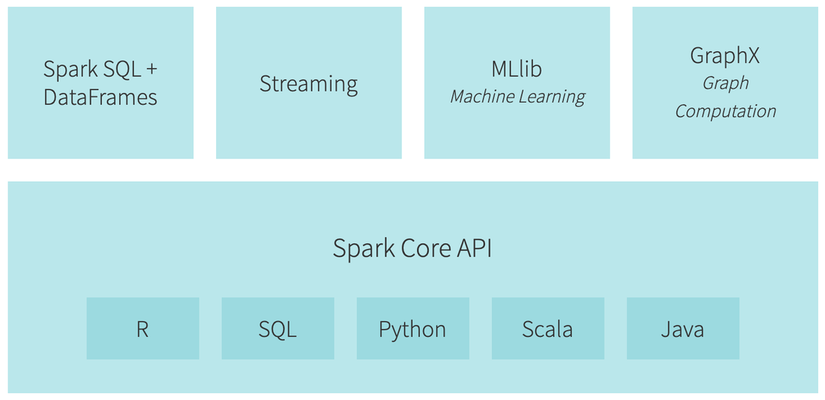 Spark SQL +
DataFrames
Streaming
MLlib
Machine Learning
GraphX
Graph
Computation
Spark Core API
R
SQL
Python
Scala
Java